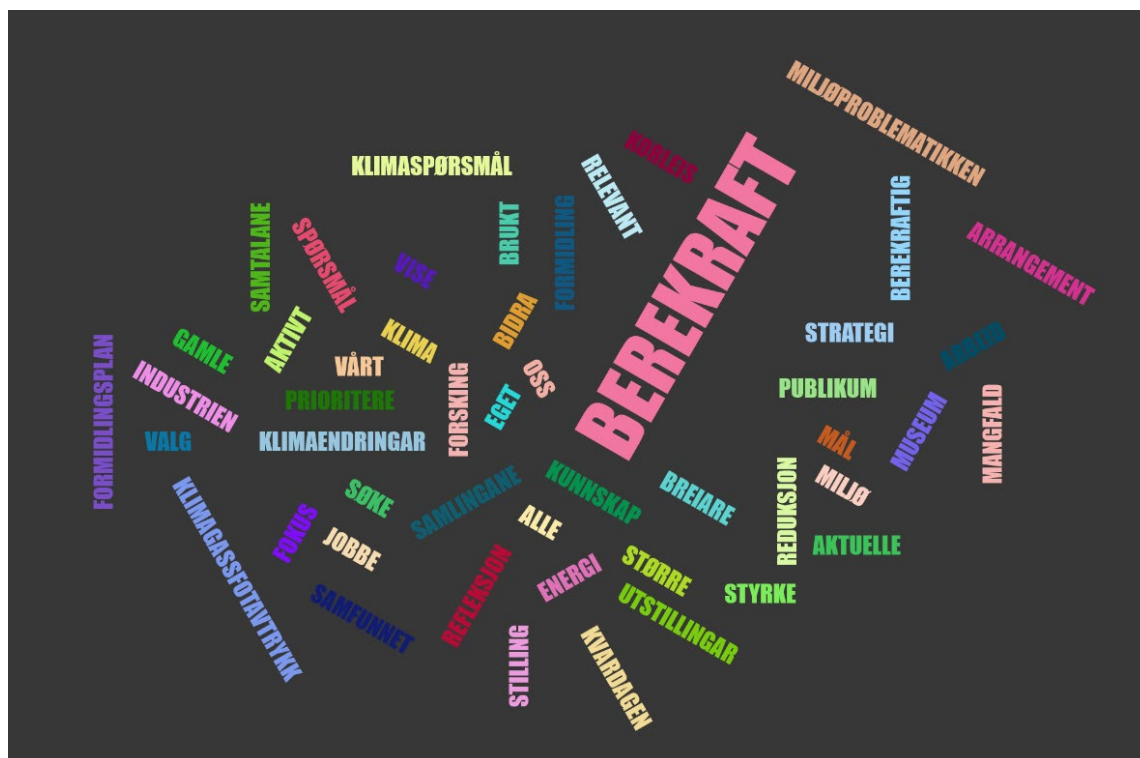 MILJØPROBLEMATIKKEN
KORLEIS
BEREKRAFT
KLIMASPØRSMÅL
RELEVANT
BEREKRAFTIG
FORMIDLING
BRUKT
SAMTALANE
SPØRSMÅL
ARRANGEMENT
VISE
BIDRA
AKTIVT
KLIMA
STRATEGI
ARBEID
GAMLE
FORMIDLINGSPLAN
INDUSTRIEN
VÅRT
OSS
FORSKING
PRIORITERE
EGET
PUBLIKUM
MUSEUM
MANGFALD
VALG
KLIMAENDRINGAR
MÅL
MILJØ
SAMLINGANE
KUNNSKAP
BREIARE
REDUKSJON
SØKE
KLIMAGASSFOTAVTRYKK
FOKUS
JOBBE
ALLE
AKTUELLE
STØRRE
ENERGI
REFLEKSJON
STYRKE
SAMFUNNET
UTSTILLINGAR
STILLING
KVARDAGEN